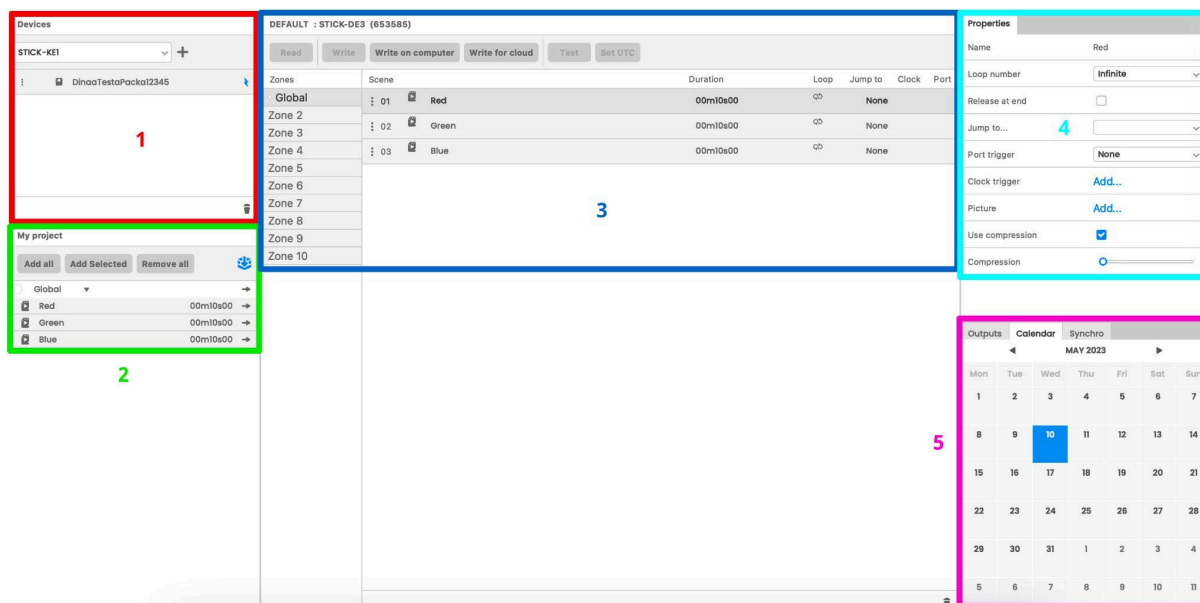 Devices
STICK-KE1
DinaaTestaPacka12345
1
My project
Add all Add Selected Remove all
Global
Red 00m10s00
Green 00m10s00
Blue 00m10s00
2
DEFAULT : STICK-DE3 (653585)
Read Write Write on computer Write for cloud Test Set UTC
Zones Scene Duration Loop Jump to Clock Port
Global
Zone 2
Zone 3
Zone 4
Zone 5
Zone 6
Zone 7
Zone 8
Zone 9
Zone 10
01 Red 00m10s00 None
02 Green 00m10s00 None
03 Blue 00m10s00 None
3
Properties
Name Red
Loop number Infinite
Release at end
Jump to...
4
Port trigger None
Clock trigger Add...
Picture Add...
Use compression
Compression
Outputs Calendar Synchro
MAY 2023
Mon Tue Wed Thu Fri Sat Sun
1 2 3 4 5 6 7
8 9 10 11 12 13 14
15 16 17 18 19 20 21
22 23 24 25 26 27 28
29 30 31 1 2 3 4
5 6 7 8 9 10 11
5